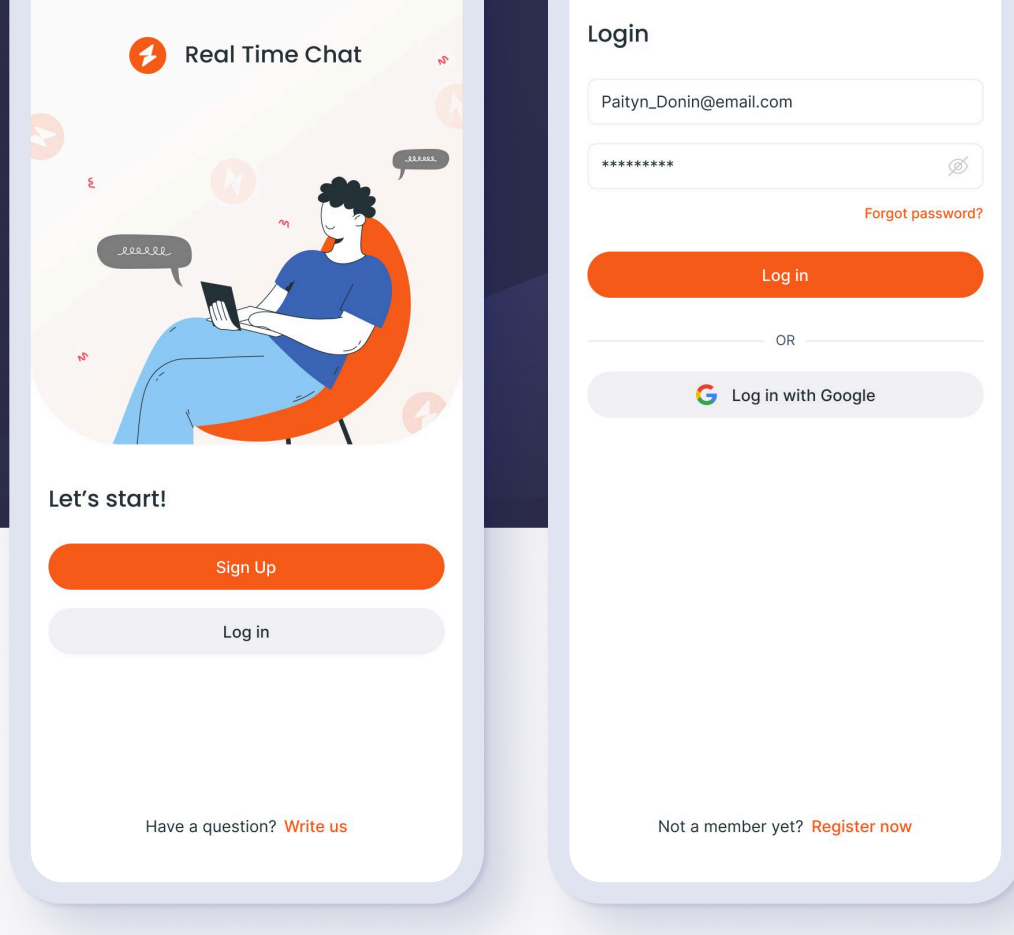 Real Time Chat
Let's start!
Sign Up
Log in
Have a question? Write us
Login
Paityn_Donin@email.com
*********
Forgot password?
Log in
OR
Log in with Google
Not a member yet? Register now